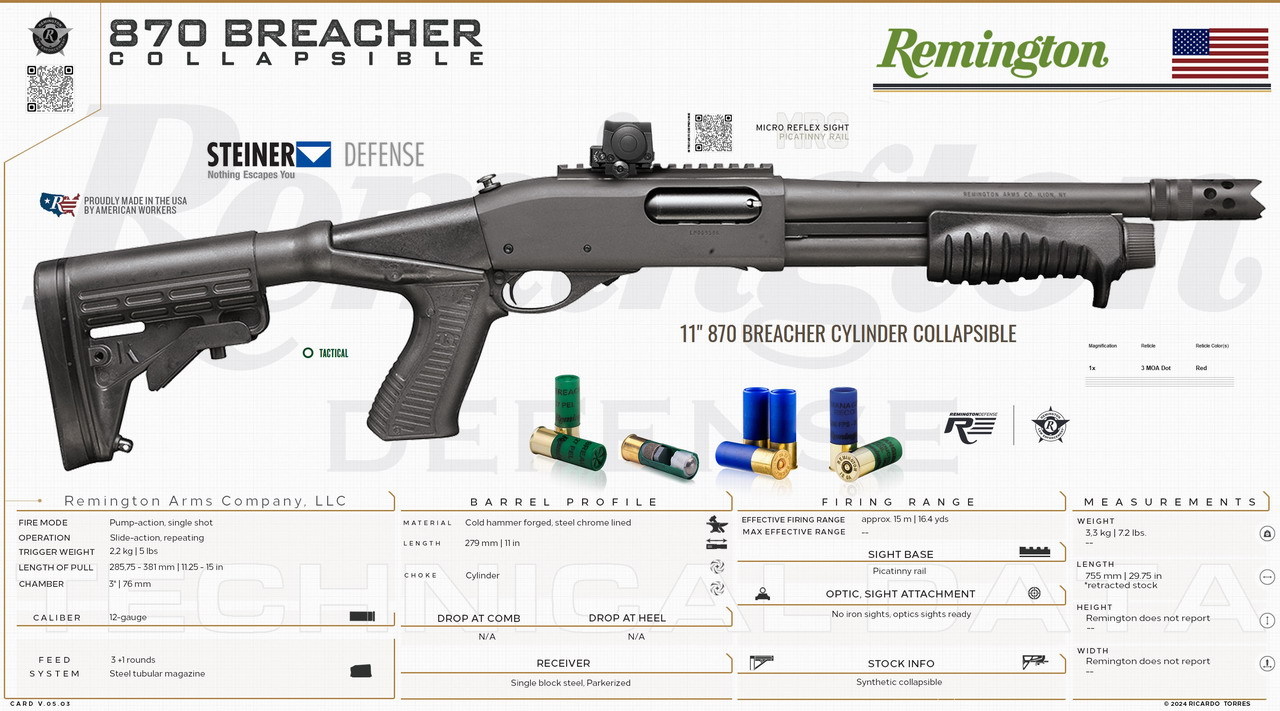 870 BREACHER
COLLAPSIBLE
Remington
STEINER DEFENSE
Nothing Escapes You
MICRO REFLEX SIGHT
PICATINNY RAIL
MRS
PROUDLY MADE IN THE USA
BY AMERICAN WORKERS
REMINGTON ARMS CO. ILION, NY
11" 870 BREACHER CYLINDER COLLAPSIBLE
TACTICAL
Magnification Reticle Reticle Color(s)
1x 3 MOA Dot Red
Remington
DEFENSE
REMINGTONDEFENSE
Remington Arms Company, LLC
FIRE MODE Pump-action, single shot
OPERATION Slide-action, repeating
TRIGGER WEIGHT 2,2 kg | 5 lbs
LENGTH OF PULL 285,75 - 381 mm | 11.25 - 15 in
CHAMBER 3" | 76 mm
CALIBER 12-gauge
FEED SYSTEM 3 +1 rounds
Steel tubular magazine
BARREL PROFILE
MATERIAL Cold hammer forged, steel chrome lined
LENGTH 279 mm | 11 in
CHOKE Cylinder
DROP AT COMB DROP AT HEEL
N/A N/A
RECEIVER
Single block steel, Parkerized
FIRING RANGE
EFFECTIVE FIRING RANGE approx. 15 m | 16.4 yds
MAX EFFECTIVE RANGE --
SIGHT BASE
Picatinny rail
OPTIC, SIGHT ATTACHMENT
No iron sights, optics sights ready
STOCK INFO
Synthetic collapsible
MEASUREMENTS
WEIGHT
3,3 kg | 7.2 lbs.
--
LENGTH
755 mm | 29.75 in
*retracted stock
HEIGHT
Remington does not report
--
WIDTH
Remington does not report
--
TECHNICAL DATA
CARD V.05.03
© 2024 RICARDO TORRES